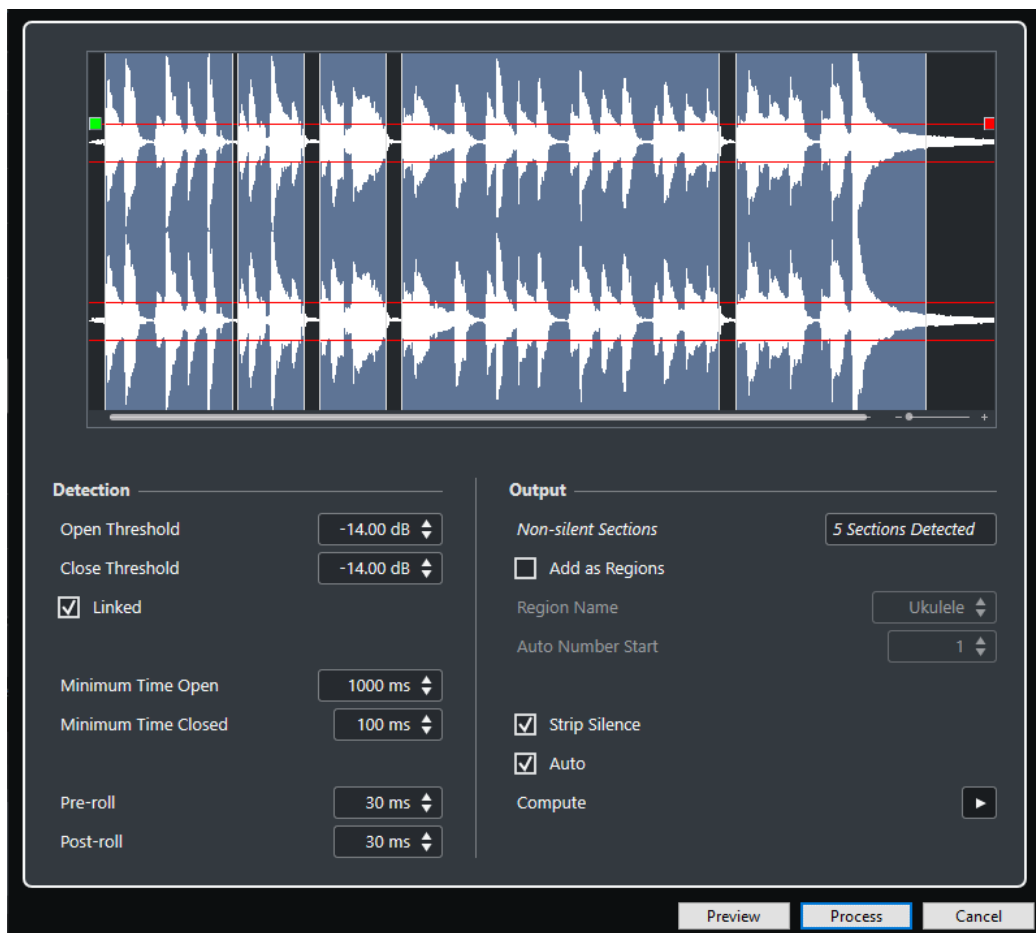 Detection
Open Threshold -14.00 dB
Close Threshold -14.00 dB
Linked
Minimum Time Open 1000 ms
Minimum Time Closed 100 ms
Pre-roll 30 ms
Post-roll 30 ms
Output
Non-silent Sections 5 Sections Detected
Add as Regions
Region Name Ukulele
Auto Number Start 1
Strip Silence
Auto
Compute
Preview Process Cancel